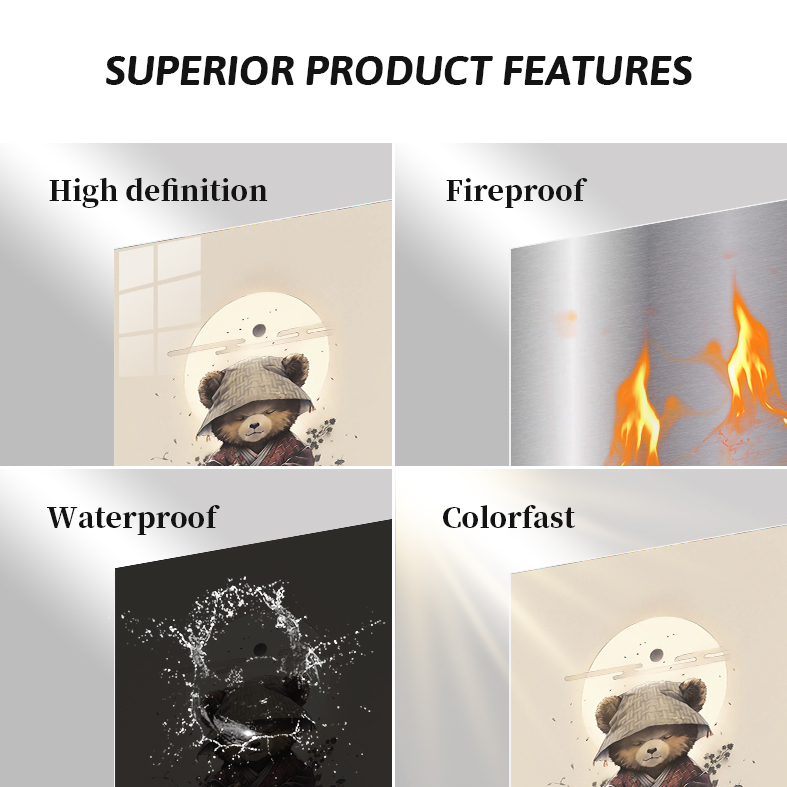 SUPERIOR PRODUCT FEATURES
High definition
Fireproof
Waterproof
Colorfast